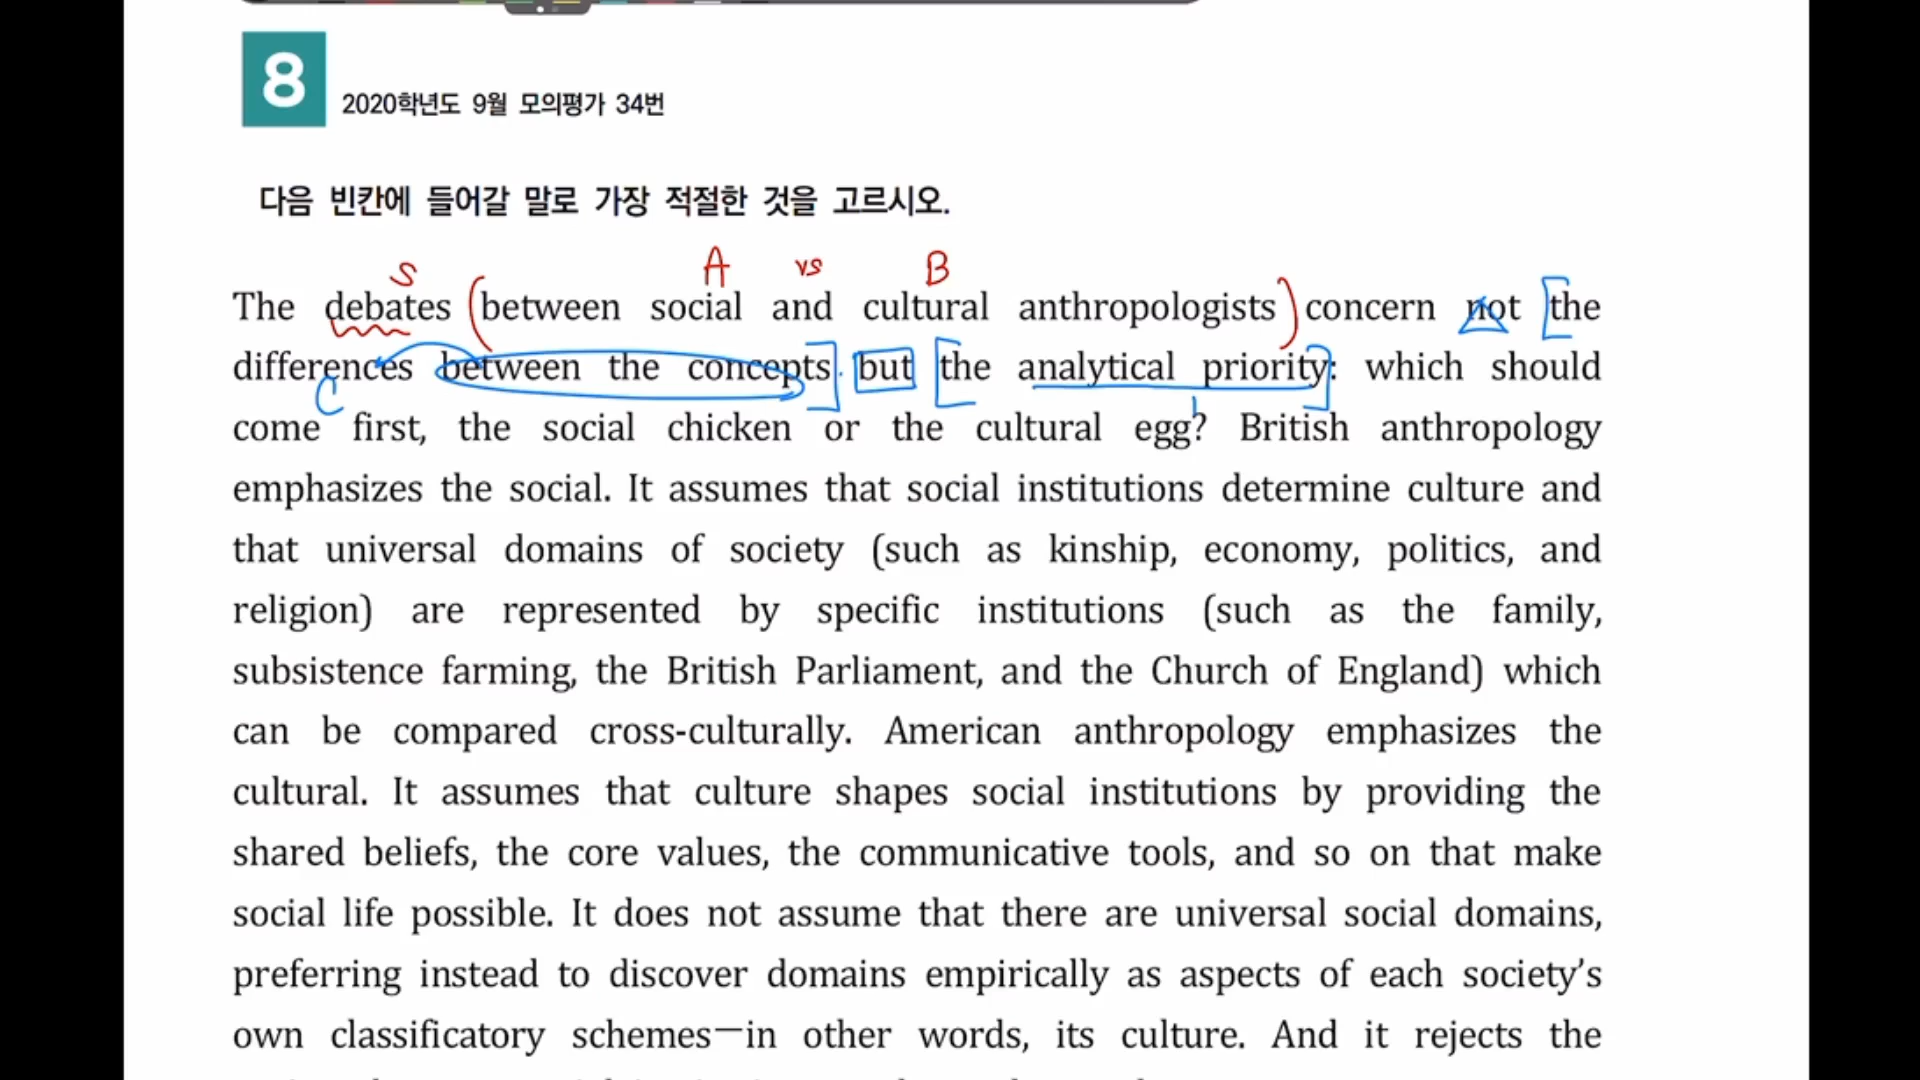 8
2020학년도 9월 모의평가 34번
다음 빈칸에 들어갈 말로 가장 적절한 것을 고르시오.
S A vs B
The debates (between social and cultural anthropologists) concern not [the
differences between the concepts] but [the analytical priority]: which should
C
come first, the social chicken or the cultural egg? British anthropology
emphasizes the social. It assumes that social institutions determine culture and
that universal domains of society (such as kinship, economy, politics, and
religion) are represented by specific institutions (such as the family,
subsistence farming, the British Parliament, and the Church of England) which
can be compared cross-culturally. American anthropology emphasizes the
cultural. It assumes that culture shapes social institutions by providing the
shared beliefs, the core values, the communicative tools, and so on that make
social life possible. It does not assume that there are universal social domains,
preferring instead to discover domains empirically as aspects of each society’s
own classificatory schemes—in other words, its culture. And it rejects the